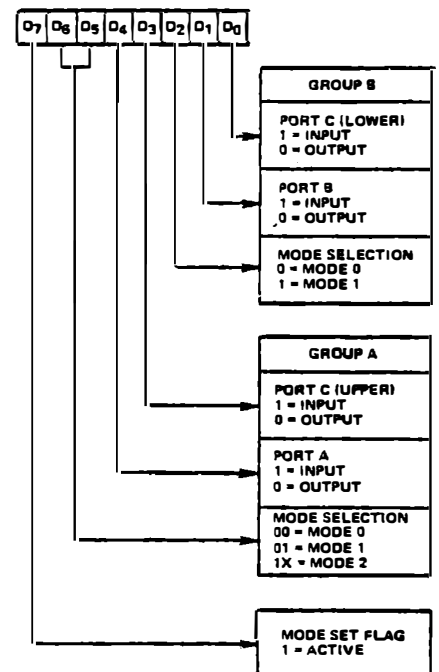 D7 D6 D5 D4 D3 D2 D1 D0
GROUP B
PORT C (LOWER)
1 = INPUT
0 = OUTPUT
PORT B
1 = INPUT
0 = OUTPUT
MODE SELECTION
0 = MODE 0
1 = MODE 1
GROUP A
PORT C (UPPER)
1 = INPUT
0 = OUTPUT
PORT A
1 = INPUT
0 = OUTPUT
MODE SELECTION
00 = MODE 0
01 = MODE 1
1X = MODE 2
MODE SET FLAG
1 = ACTIVE